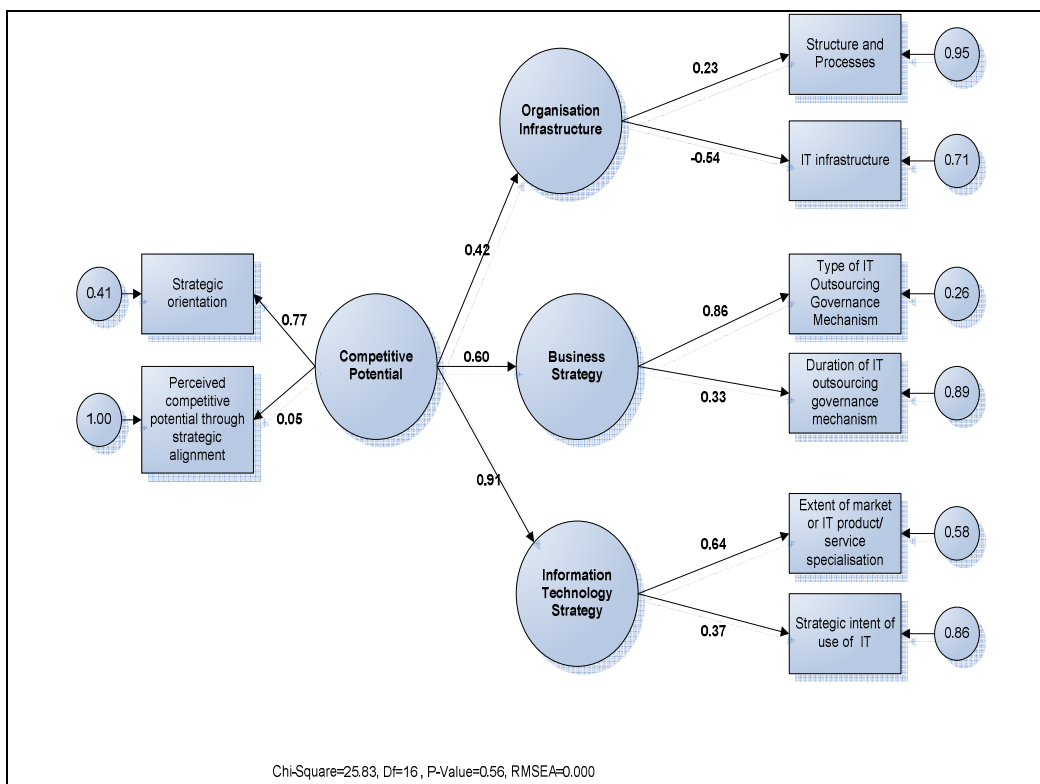 Structure and
Processes
0.95
0.23
Organisation
Infrastructure
-0.54
IT infrastructure
0.71
0.42
0.41
Strategic
orientation
0.77
Competitive
Potential
0.60
Business
Strategy
0.86
Type of IT
Outsourcing
Governance
Mechanism
0.26
0.33
Duration of IT
outsourcing
governance
mechanism
0.89
1.00
Perceived
competitive
potential through
strategic
alignment
0.05
0.91
Information
Technology
Strategy
0.64
Extent of market
or IT product/
service
specialisation
0.58
0.37
Strategic intent of
use of IT
0.86
Chi-Square=25.83, Df=16 , P-Value=0.56, RMSEA=0.000